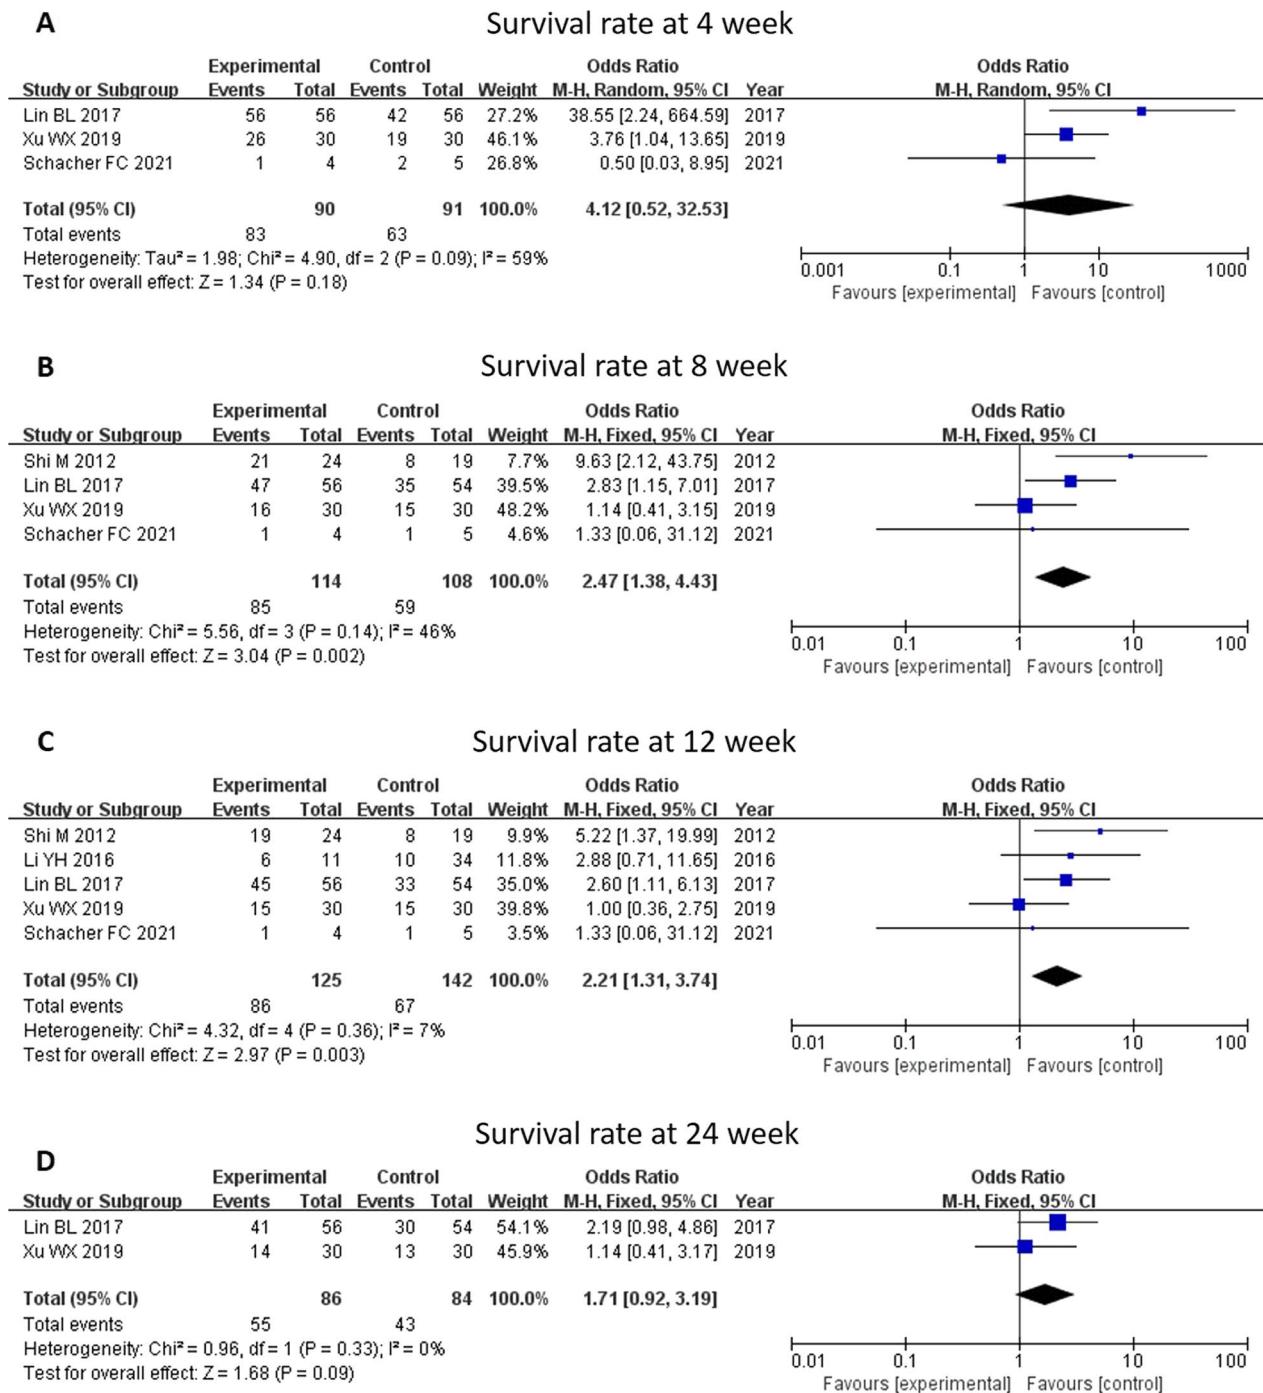 A
Survival rate at 4 week
Experimental Control Odds Ratio Odds Ratio
Study or Subgroup Events Total Events Total Weight M-H, Random, 95% CI Year M-H, Random, 95% CI
Lin BL 2017 56 56 42 56 27.2% 38.55 [2.24, 664.59] 2017
Xu WX 2019 26 30 19 30 46.1% 3.76 [1.04, 13.65] 2019
Schacher FC 2021 1 4 2 5 26.8% 0.50 [0.03, 8.95] 2021
Total (95% CI) 90 91 100.0% 4.12 [0.52, 32.53]
Total events 83 63
Heterogeneity: Tau² = 1.98; Chi² = 4.90, df = 2 (P = 0.09); I² = 59%
Test for overall effect: Z = 1.34 (P = 0.18)
0.001 0.1 1 10 1000
Favours [experimental] Favours [control]
B
Survival rate at 8 week
Experimental Control Odds Ratio Odds Ratio
Study or Subgroup Events Total Events Total Weight M-H, Fixed, 95% CI Year M-H, Fixed, 95% CI
Shi M 2012 21 24 8 19 7.7% 9.63 [2.12, 43.75] 2012
Lin BL 2017 47 56 35 54 39.5% 2.83 [1.15, 7.01] 2017
Xu WX 2019 16 30 15 30 48.2% 1.14 [0.41, 3.15] 2019
Schacher FC 2021 1 4 1 5 4.6% 1.33 [0.06, 31.12] 2021
Total (95% CI) 114 108 100.0% 2.47 [1.38, 4.43]
Total events 85 59
Heterogeneity: Chi² = 5.56, df = 3 (P = 0.14); I² = 46%
Test for overall effect: Z = 3.04 (P = 0.002)
0.01 0.1 1 10 100
Favours [experimental] Favours [control]
C
Survival rate at 12 week
Experimental Control Odds Ratio Odds Ratio
Study or Subgroup Events Total Events Total Weight M-H, Fixed, 95% CI Year M-H, Fixed, 95% CI
Shi M 2012 19 24 8 19 9.9% 5.22 [1.37, 19.99] 2012
Li YH 2016 6 11 10 34 11.8% 2.88 [0.71, 11.65] 2016
Lin BL 2017 45 56 33 54 35.0% 2.60 [1.11, 6.13] 2017
Xu WX 2019 15 30 15 30 39.8% 1.00 [0.36, 2.75] 2019
Schacher FC 2021 1 4 1 5 3.5% 1.33 [0.06, 31.12] 2021
Total (95% CI) 125 142 100.0% 2.21 [1.31, 3.74]
Total events 86 67
Heterogeneity: Chi² = 4.32, df = 4 (P = 0.36); I² = 7%
Test for overall effect: Z = 2.97 (P = 0.003)
0.01 0.1 1 10 100
Favours [experimental] Favours [control]
D
Survival rate at 24 week
Experimental Control Odds Ratio Odds Ratio
Study or Subgroup Events Total Events Total Weight M-H, Fixed, 95% CI Year M-H, Fixed, 95% CI
Lin BL 2017 41 56 30 54 54.1% 2.19 [0.98, 4.86] 2017
Xu WX 2019 14 30 13 30 45.9% 1.14 [0.41, 3.17] 2019
Total (95% CI) 86 84 100.0% 1.71 [0.92, 3.19]
Total events 55 43
Heterogeneity: Chi² = 0.96, df = 1 (P = 0.33); I² = 0%
Test for overall effect: Z = 1.68 (P = 0.09)
0.01 0.1 1 10 100
Favours [experimental] Favours [control]